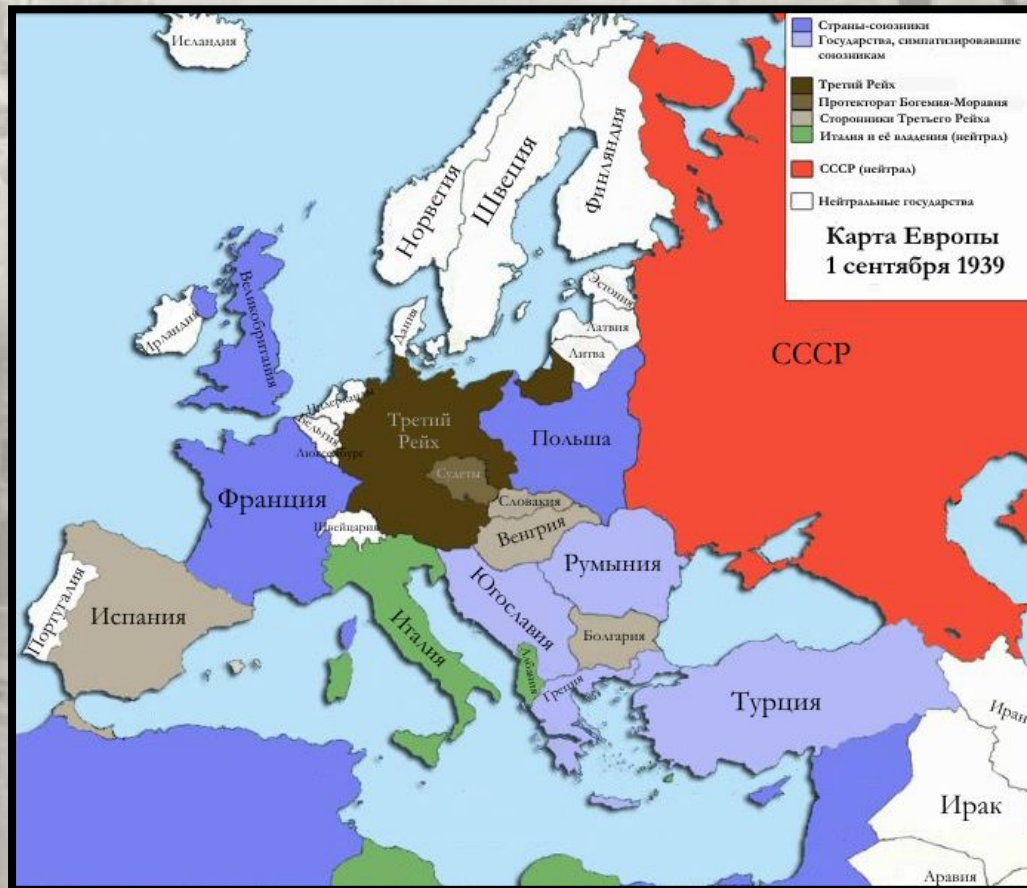 Страны-союзники
Государства, симпатизировавшие
союзникам
Третий Рейх
Протекторат Богемия-Моравия
Сторонники Третьего Рейха
Италия и её владения (нейтрал)
СССР (нейтрал)
Нейтральные государства
Карта Европы
1 сентября 1939
Исландия
Норвегия
Швеция
Финляндия
Эстония
Латвия
Литва
Дания
Ирландия
Великобритания
СССР
Нидерланды
Бельгия
Люксембург
Третий
Рейх
Судеты
Польша
Франция
Швейцария
Словакия
Венгрия
Румыния
Югославия
Португалия
Испания
Италия
Албания
Болгария
Греция
Турция
Иран
Ирак
Аравия